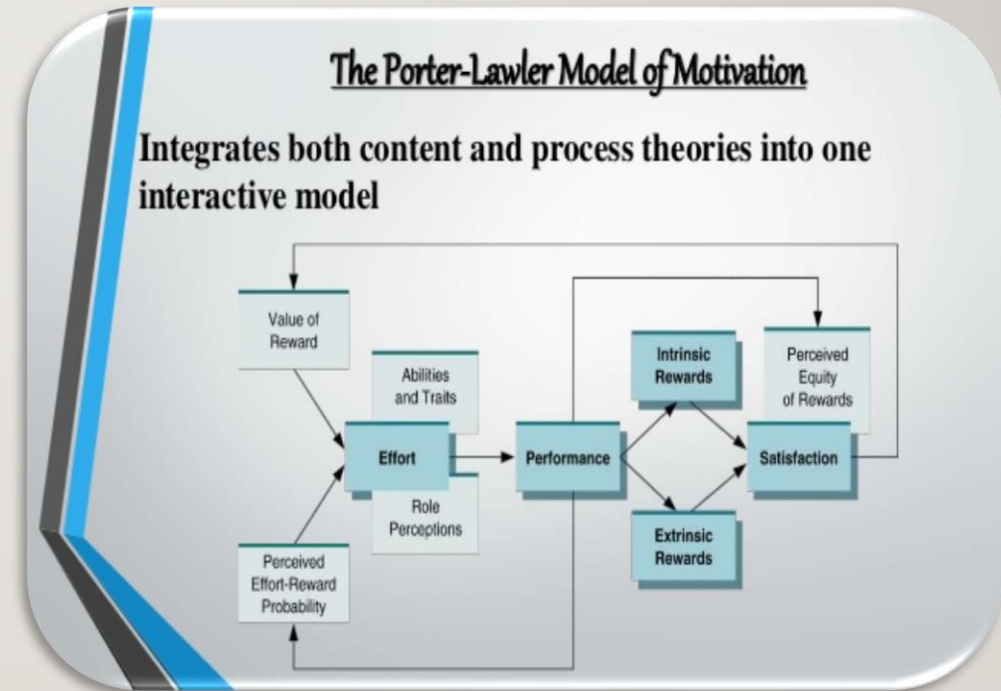 The Porter-Lawler Model of Motivation
Integrates both content and process theories into one
interactive model
Value of
Reward
Abilities
and Traits
Effort
Role
Perceptions
Perceived
Effort-Reward
Probability
Performance
Intrinsic
Rewards
Extrinsic
Rewards
Perceived
Equity
of Rewards
Satisfaction